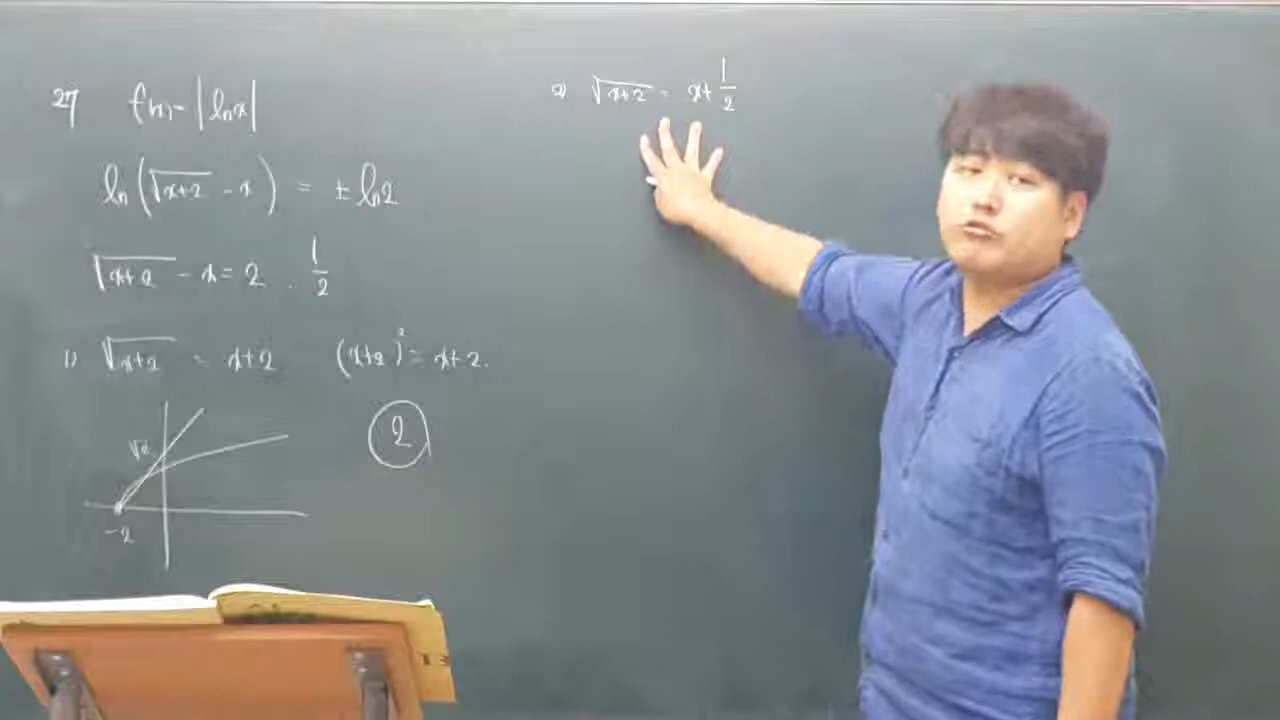 27 f(x)=|ln x|
ln(√(x+2) - x) = ± ln2
√(x+2) - x = 2 . 1/2
1) √(x+2) = x+2 (x+2)² = x+2.
√2
-2
2
2) √(x+2) = x+ 1/2